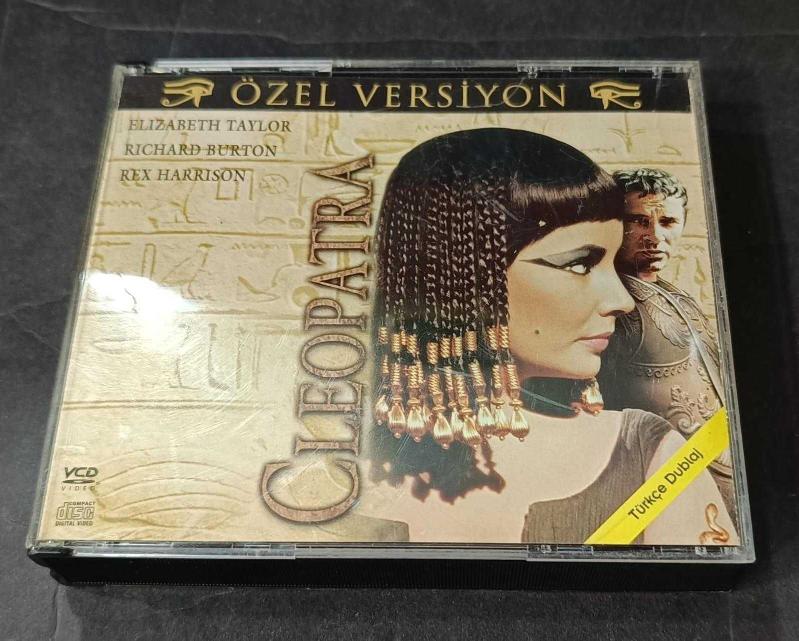 ÖZEL VERSİYON
ELIZABETH TAYLOR
RICHARD BURTON
REX HARRISON
CLEOPATRA
VCD
VIDEO
COMPACT
DISC
DIGITAL VIDEO
Türkçe Dublaj